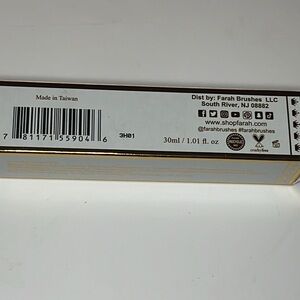 Made in Taiwan
7 81171 55904 6
3H01
30ml / 1.01 fl. oz
Dist by: Farah Brushes LLC
South River, NJ 08882
www.shopfarah.com
@farahbrushes #farahbrushes
crueltyfree